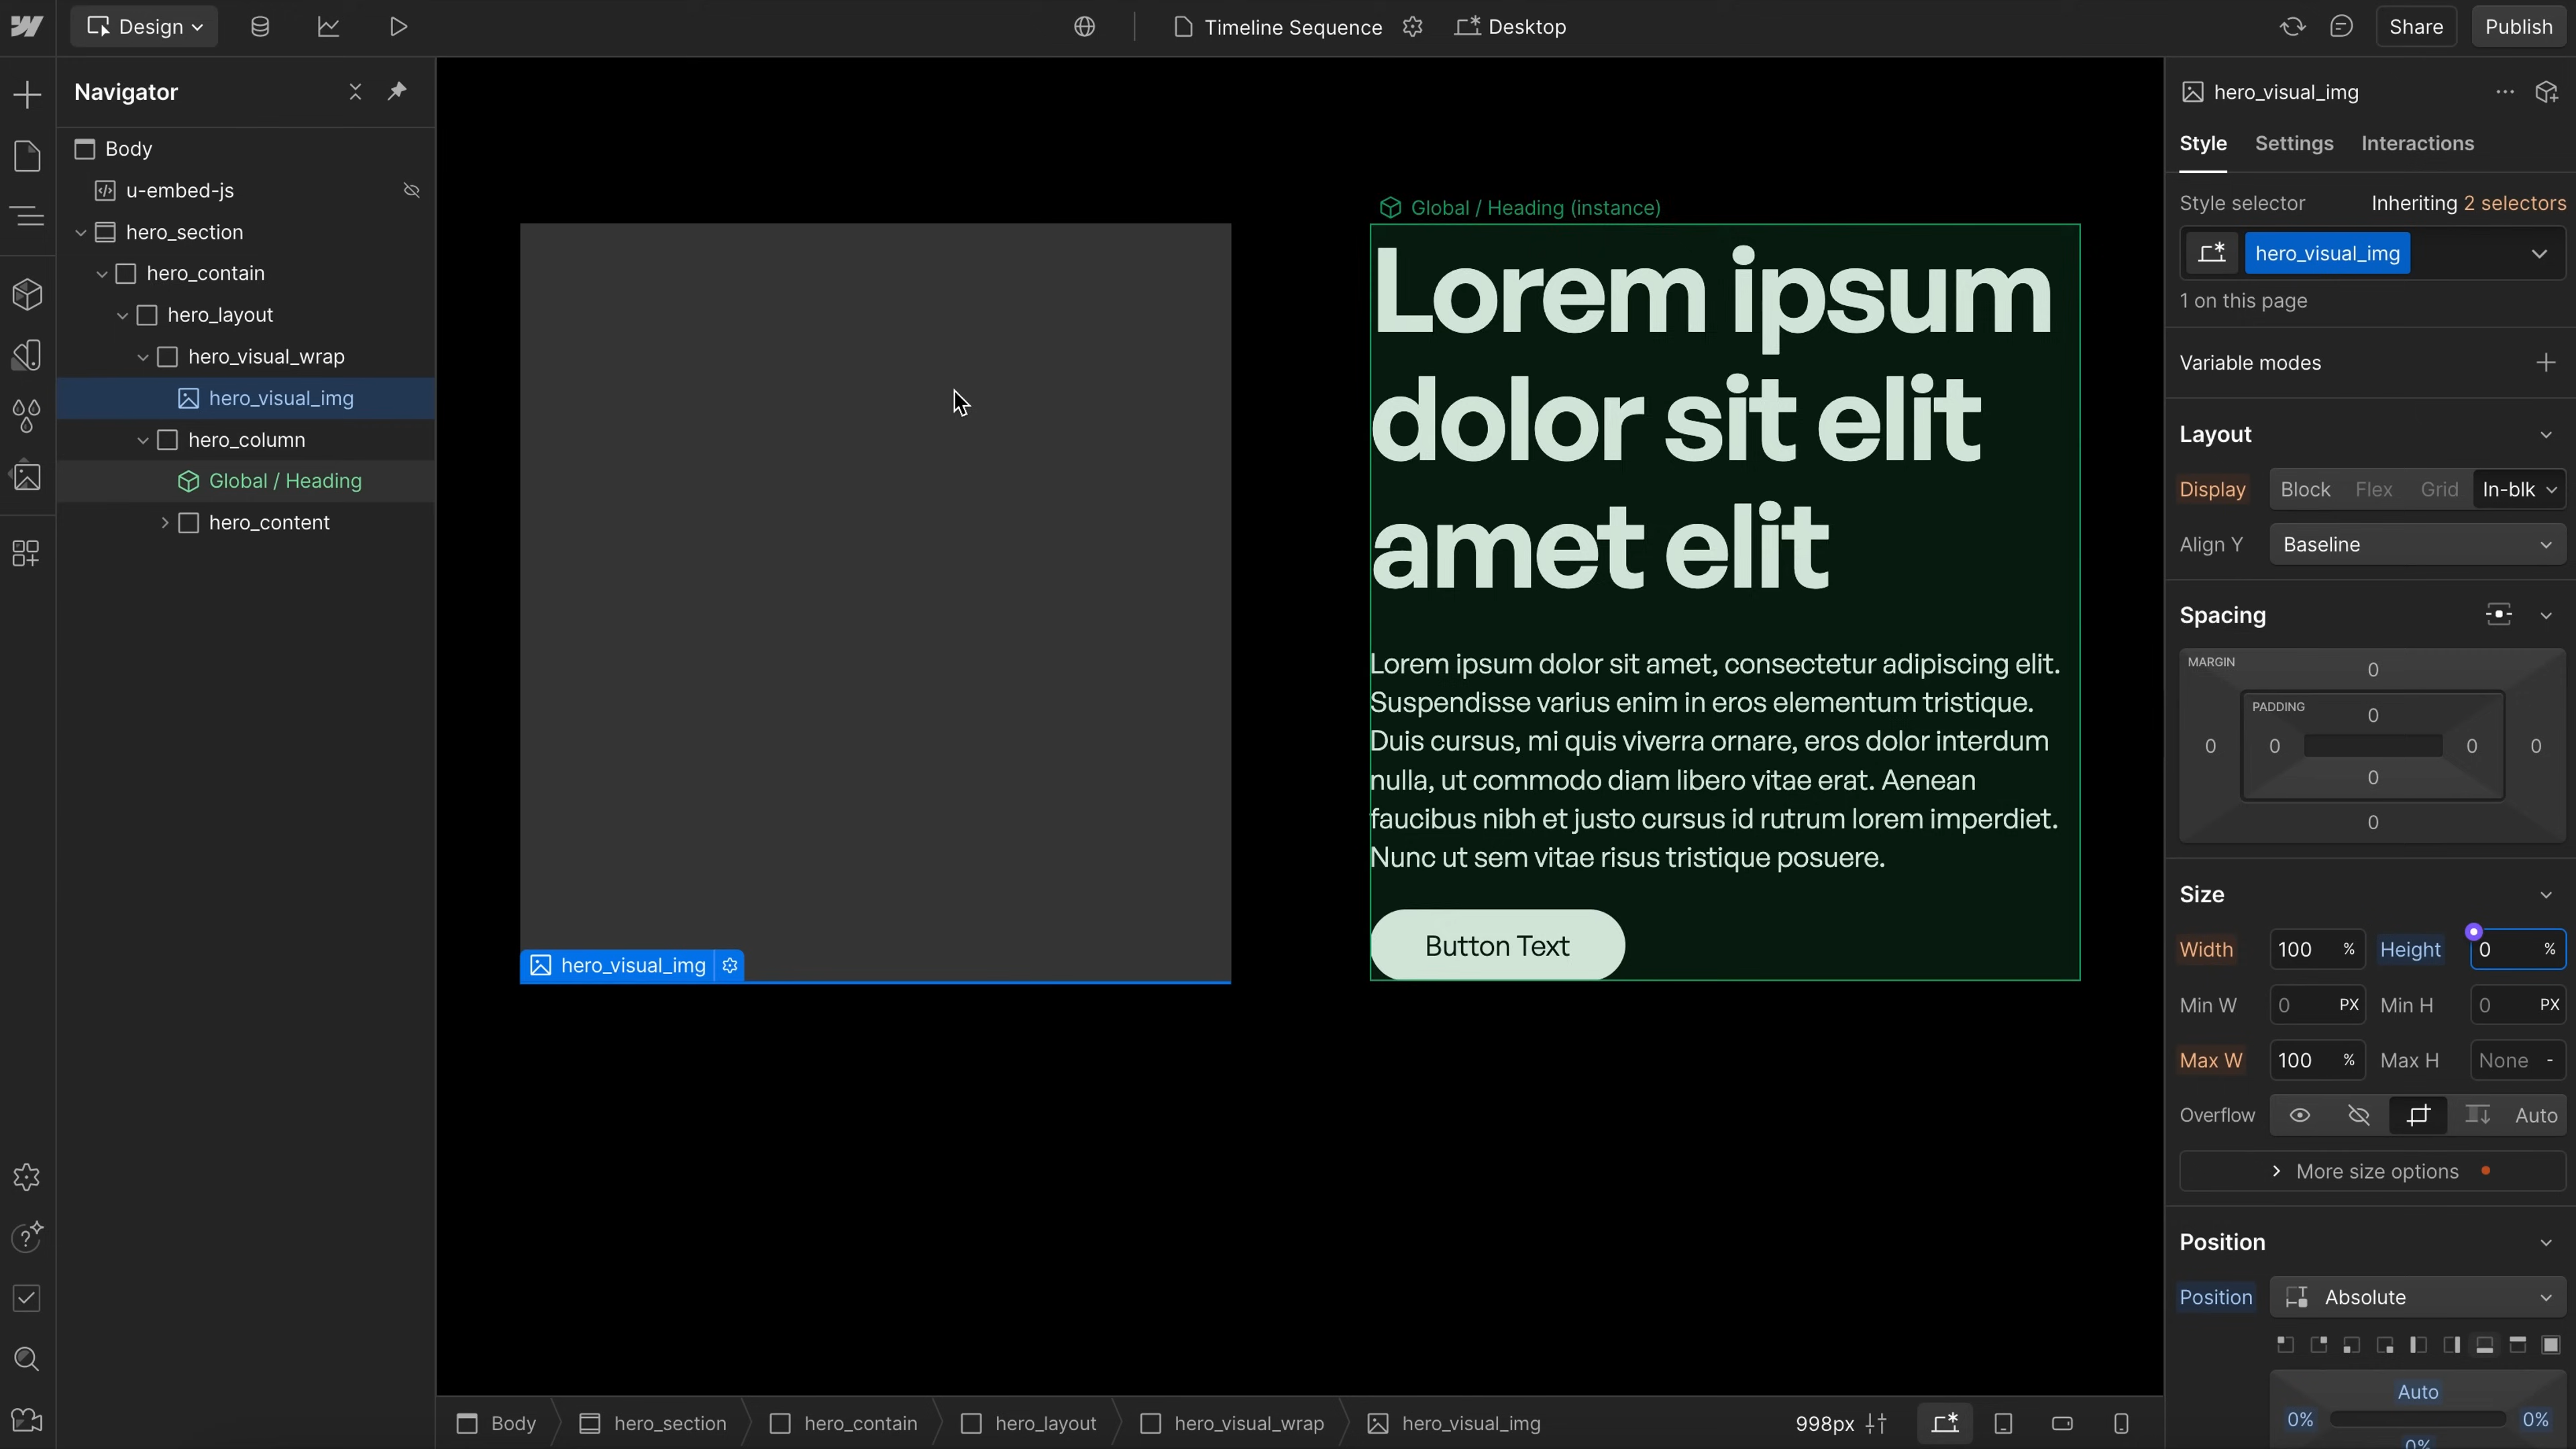 Design
Timeline Sequence
Desktop
Share
Publish
Navigator
Body
u-embed-js
hero_section
hero_contain
hero_layout
hero_visual_wrap
hero_visual_img
hero_column
Global / Heading
hero_content
Global / Heading (instance)
Lorem ipsum
dolor sit elit
amet elit
Lorem ipsum dolor sit amet, consectetur adipiscing elit.
Suspendisse varius enim in eros elementum tristique.
Duis cursus, mi quis viverra ornare, eros dolor interdum
nulla, ut commodo diam libero vitae erat. Aenean
faucibus nibh et justo cursus id rutrum lorem imperdiet.
Nunc ut sem vitae risus tristique posuere.
Button Text
hero_visual_img
Body
hero_section
hero_contain
hero_layout
hero_visual_wrap
hero_visual_img
998px
hero_visual_img
Style Settings Interactions
Style selector Inheriting 2 selectors
hero_visual_img
1 on this page
Variable modes
Layout
Display Block Flex Grid In-blk
Align Y Baseline
Spacing
MARGIN
0
PADDING
0
0 0 0 0
0
0
Size
Width 100 % Height 0 %
Min W 0 PX Min H 0 PX
Max W 100 % Max H None -
Overflow Auto
More size options
Position
Position Absolute
Auto
0% 0%
0%